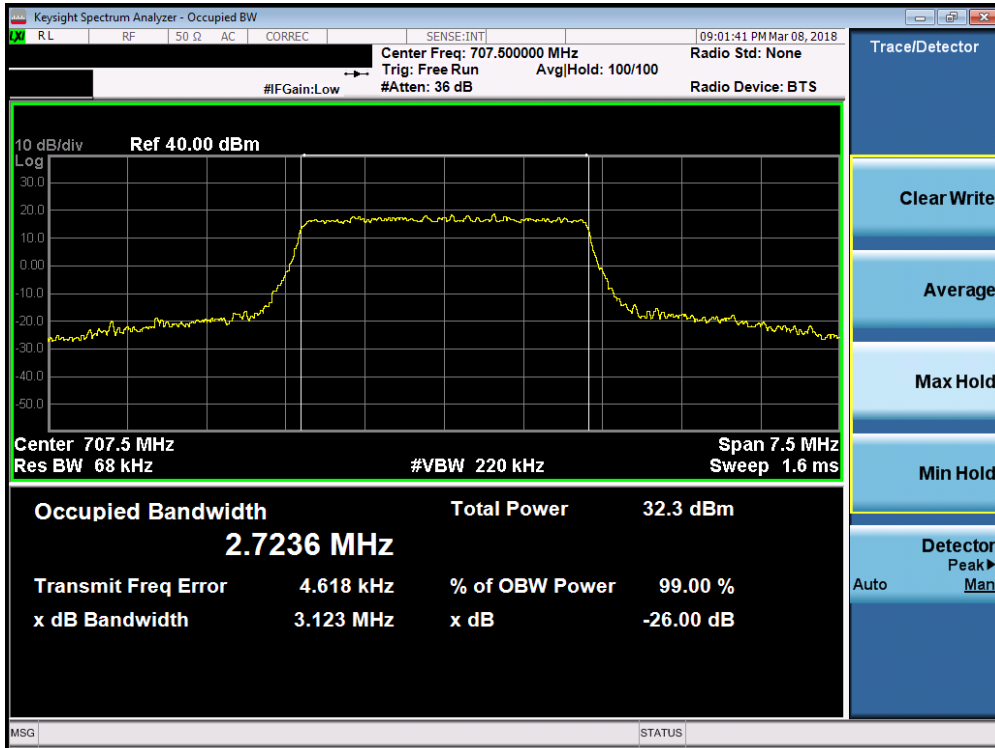 Keysight Spectrum Analyzer - Occupied BW
LXI RL RF 50 Ω AC CORREC SENSE:INT 09:01:41 PM Mar 08, 2018
Center Freq: 707.500000 MHz Radio Std: None
Trig: Free Run Avg|Hold: 100/100
#IFGain:Low #Atten: 36 dB Radio Device: BTS
Trace/Detector
10 dB/div Ref 40.00 dBm
Log
30.0
20.0
10.0
0.00
-10.0
-20.0
-30.0
-40.0
-50.0
Center 707.5 MHz Span 7.5 MHz
Res BW 68 kHz #VBW 220 kHz Sweep 1.6 ms
Occupied Bandwidth Total Power 32.3 dBm
2.7236 MHz
Transmit Freq Error 4.618 kHz % of OBW Power 99.00 %
x dB Bandwidth 3.123 MHz x dB -26.00 dB
Clear Write
Average
Max Hold
Min Hold
Detector
Peak▶
Auto Man
MSG STATUS